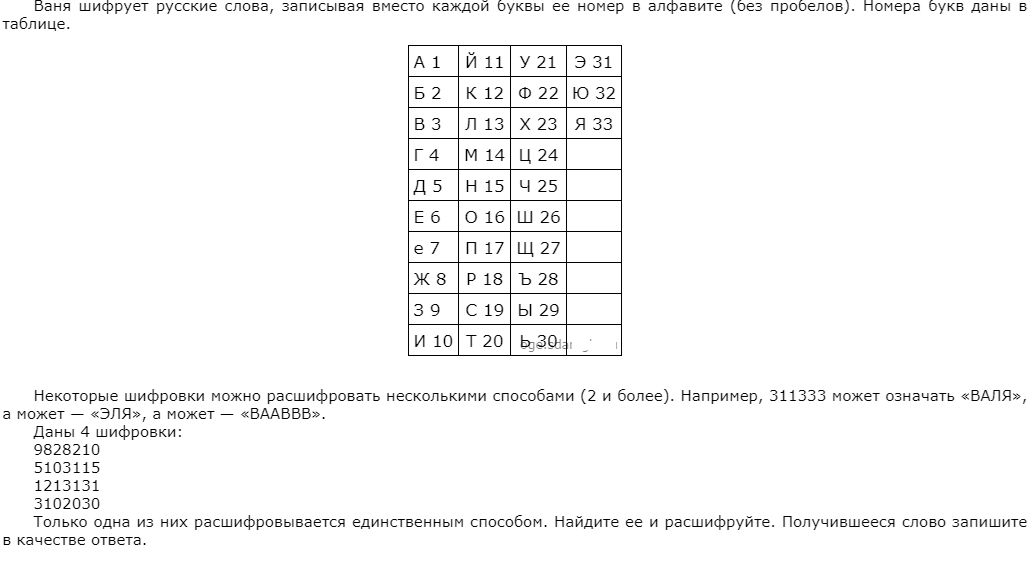 Ваня шифрует русские слова, записывая вместо каждой буквы ее номер в алфавите (без пробелов). Номера букв даны в
таблице.
А 1 Й 11 У 21 Э 31
Б 2 К 12 Ф 22 Ю 32
В 3 Л 13 Х 23 Я 33
Г 4 М 14 Ц 24
Д 5 Н 15 Ч 25
Е 6 О 16 Ш 26
е 7 П 17 Щ 27
Ж 8 Р 18 Ъ 28
З 9 С 19 Ы 29
И 10 Т 20 Ь 30
Некоторые шифровки можно расшифровать несколькими способами (2 и более). Например, 311333 может означать «ВАЛЯ»,
а может — «ЭЛЯ», а может — «ВААВВВ».
Даны 4 шифровки:
9828210
5103115
1213131
3102030
Только одна из них расшифровывается единственным способом. Найдите ее и расшифруйте. Получившееся слово запишите
в качестве ответа.